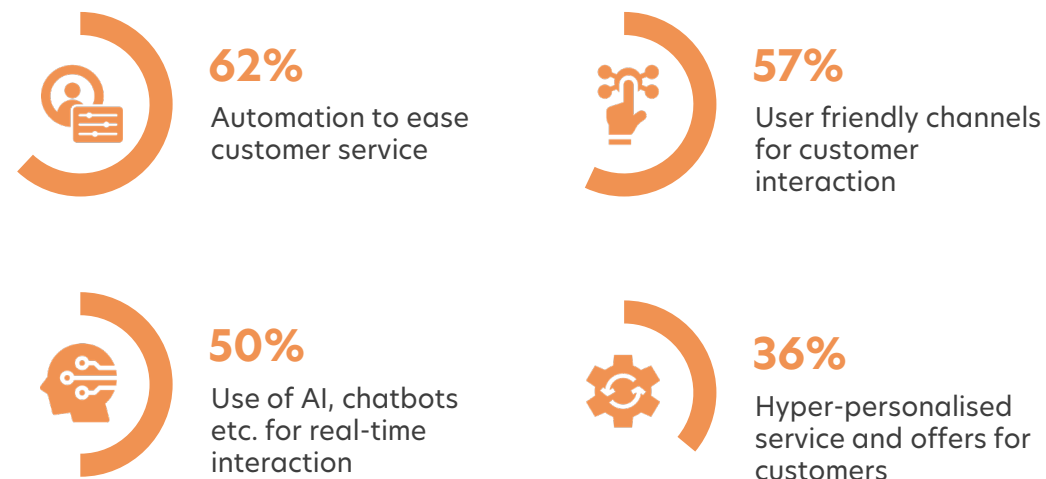 62%
Automation to ease
customer service
57%
User friendly channels
for customer
interaction
50%
Use of AI, chatbots
etc. for real-time
interaction
36%
Hyper-personalised
service and offers for
customers